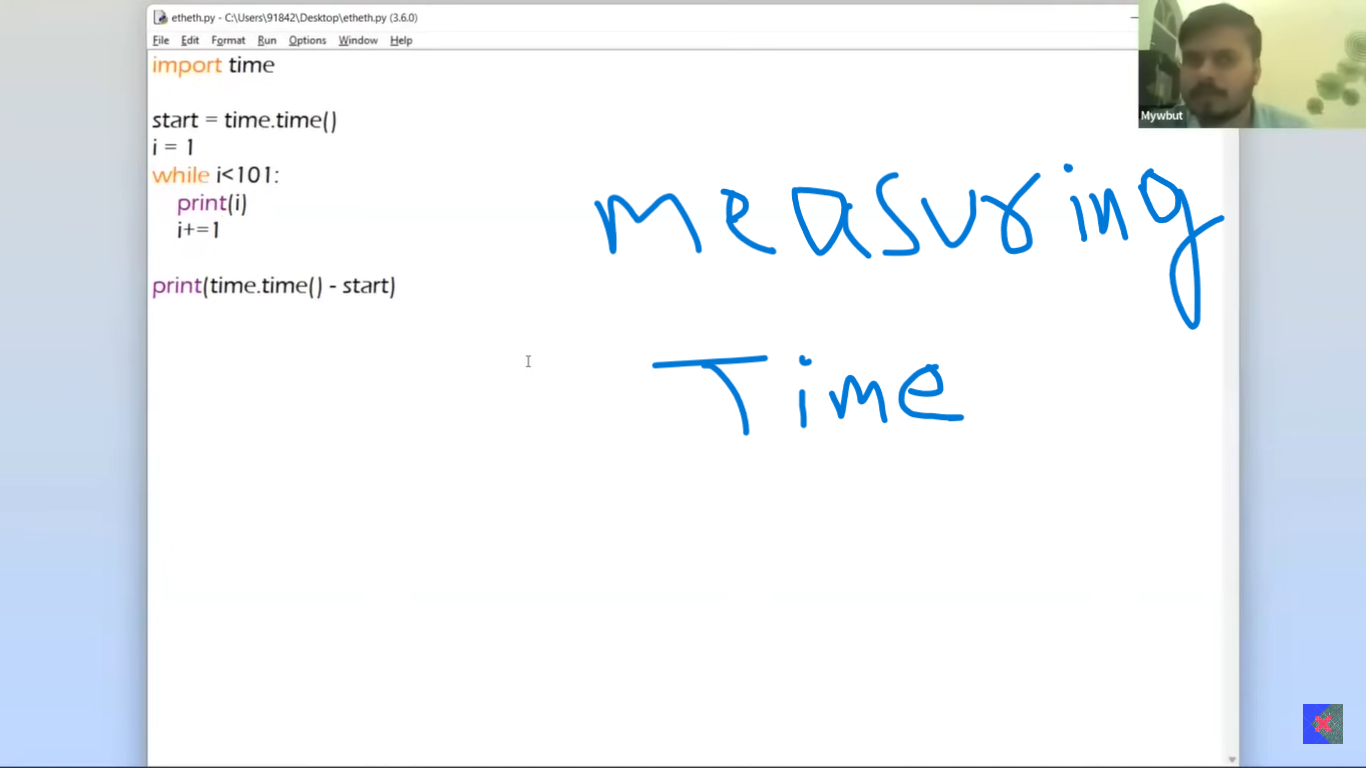 etheth.py - C:\Users\91842\Desktop\etheth.py (3.6.0)
File Edit Format Run Options Window Help
import time
start = time.time()
i = 1
while i<101:
    print(i)
    i+=1
print(time.time() - start)
measuring
Time
Mywbut